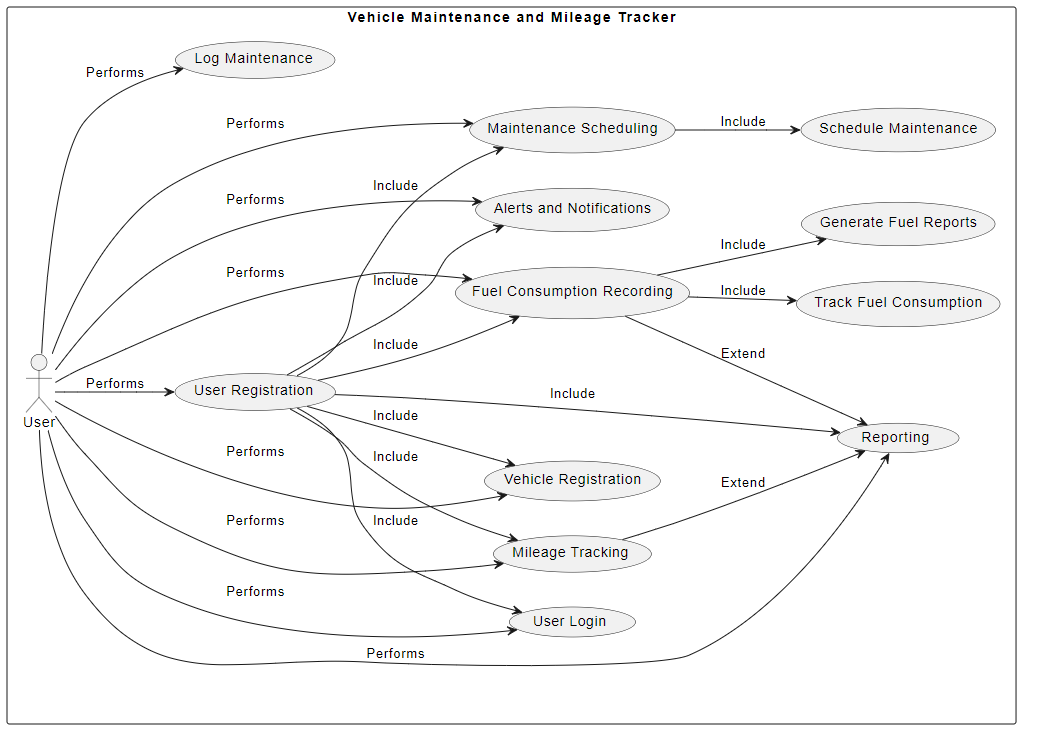 Vehicle Maintenance and Mileage Tracker
Log Maintenance
Performs
Performs
Maintenance Scheduling
Include
Schedule Maintenance
Include
Performs
Alerts and Notifications
Generate Fuel Reports
Include
Performs
Include
Fuel Consumption Recording
Include
Track Fuel Consumption
Include
Extend
Performs
User Registration
Include
User
Include
Reporting
Performs
Include
Vehicle Registration
Extend
Performs
Include
Mileage Tracking
Performs
User Login
Performs